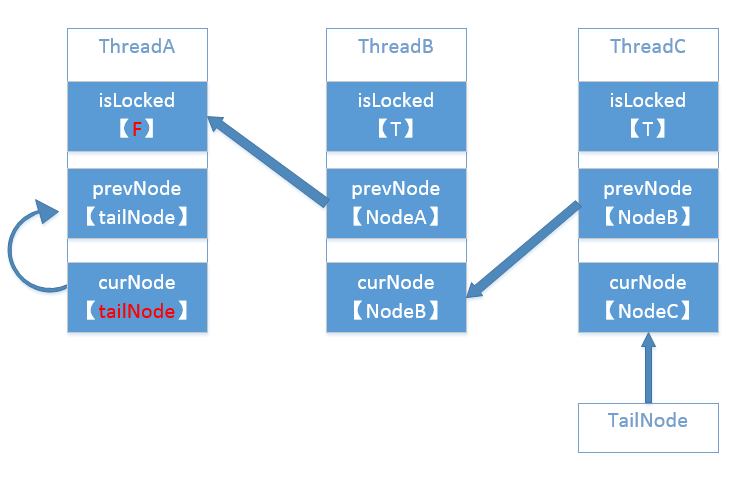 ThreadA
isLocked
【F】
prevNode
【tailNode】
curNode
【tailNode】
ThreadB
isLocked
【T】
prevNode
【NodeA】
curNode
【NodeB】
ThreadC
isLocked
【T】
prevNode
【NodeB】
curNode
【NodeC】
TailNode